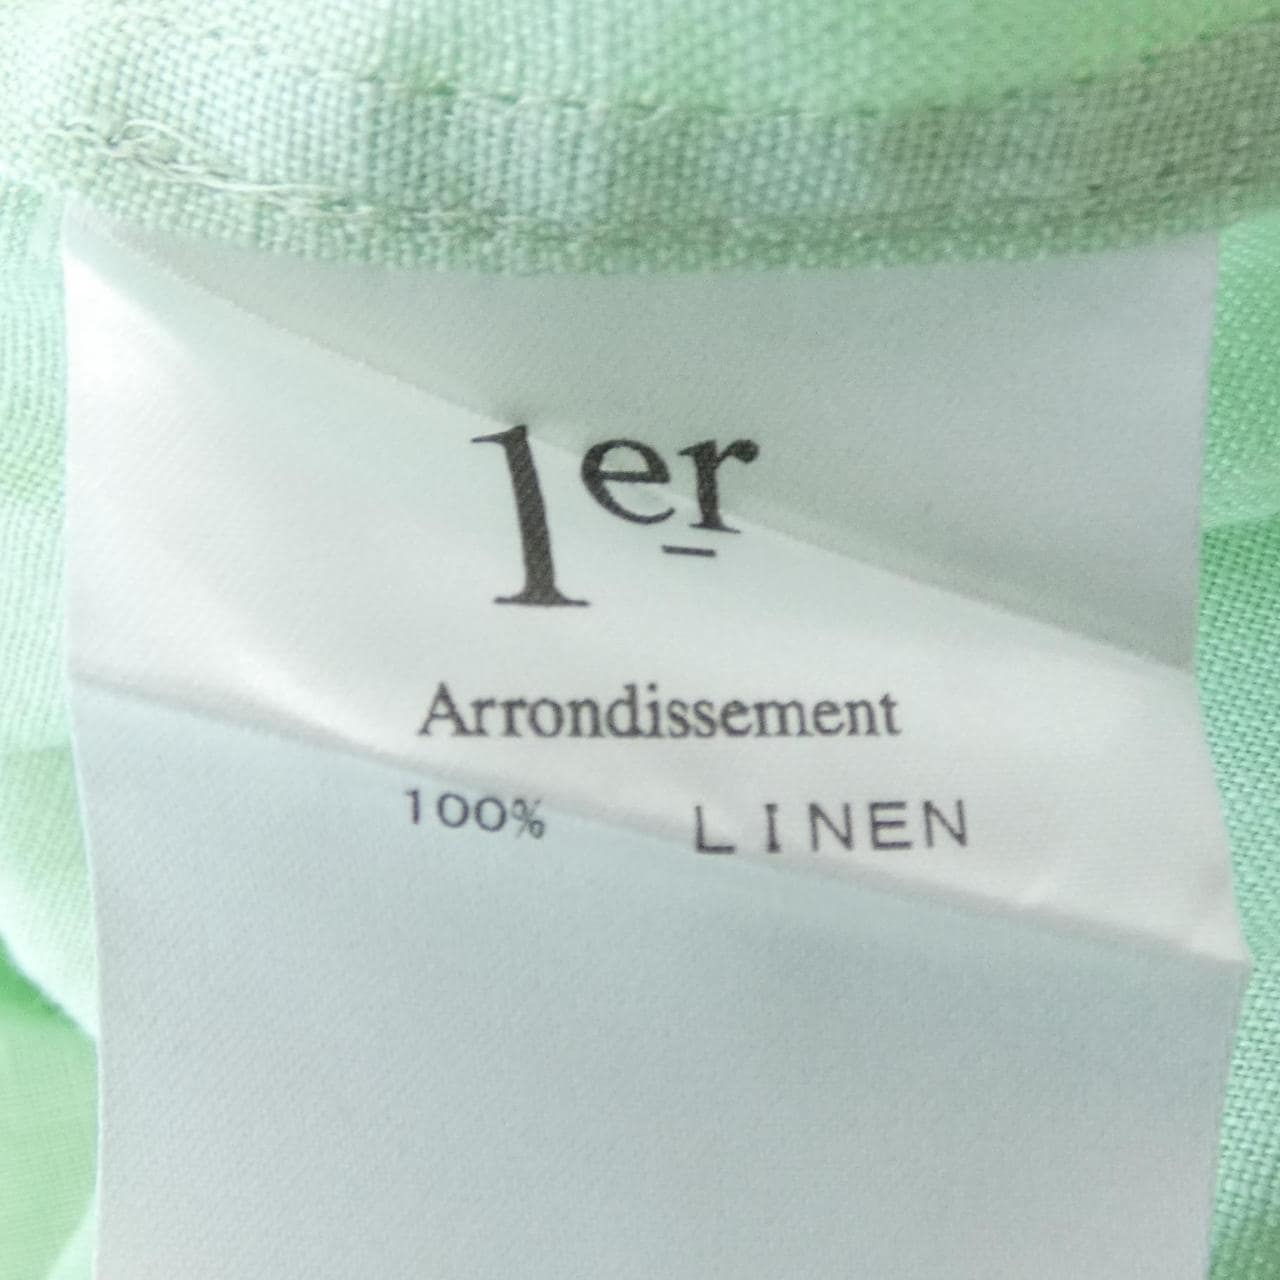 1er
Arrondissement
100% LINEN